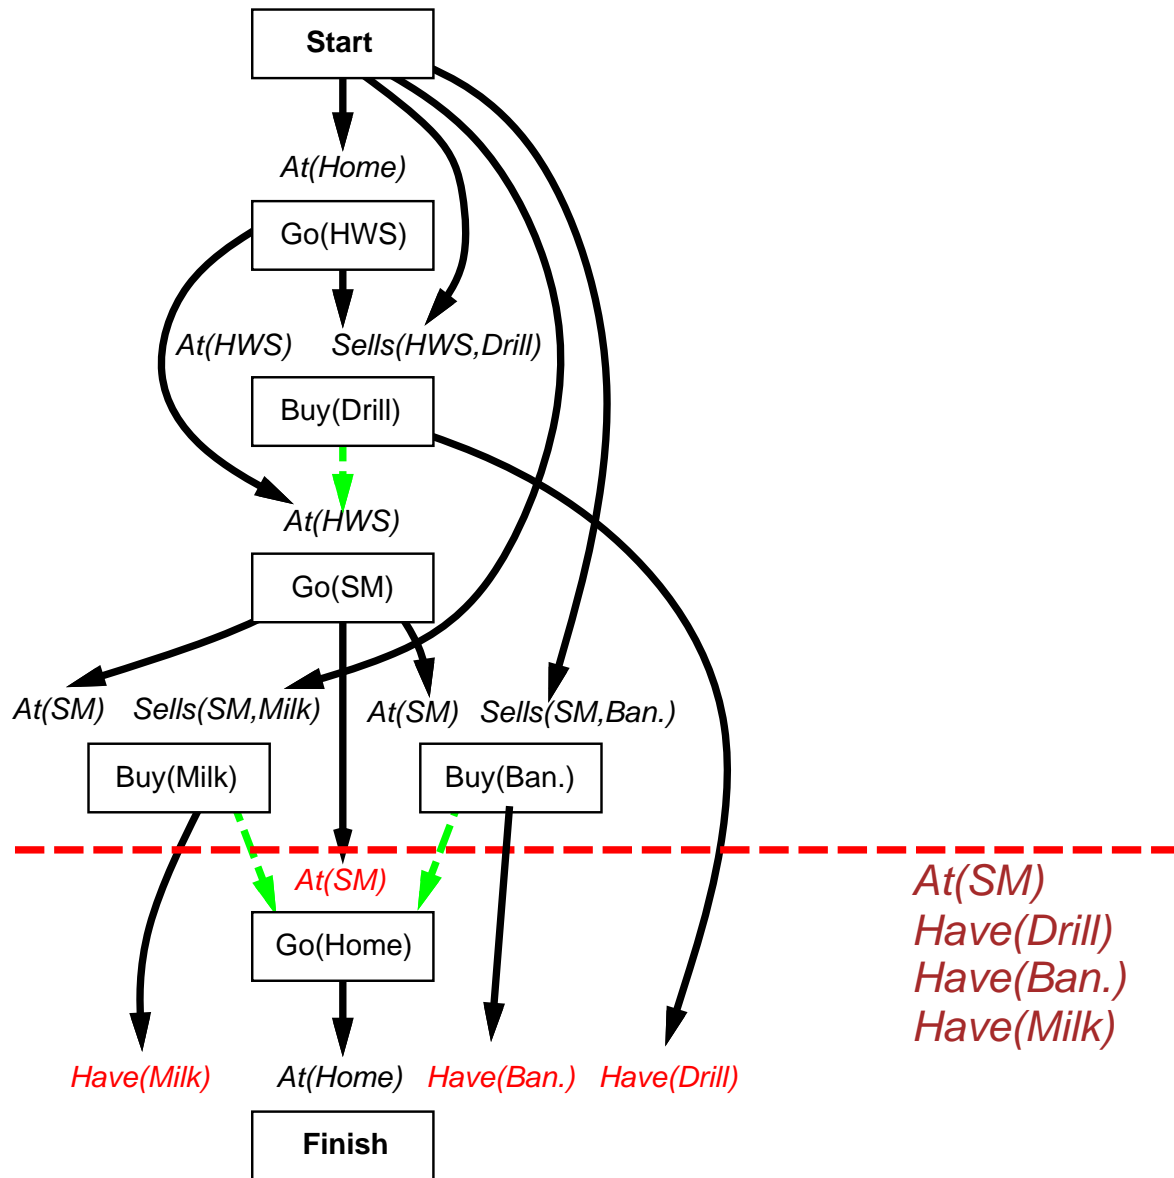 Start
At(Home)
Go(HWS)
At(HWS) Sells(HWS,Drill)
Buy(Drill)
At(HWS)
Go(SM)
At(SM) Sells(SM,Milk) At(SM) Sells(SM,Ban.)
Buy(Milk) Buy(Ban.)
At(SM)
Go(Home)
Have(Milk) At(Home) Have(Ban.) Have(Drill)
Finish
At(SM)
Have(Drill)
Have(Ban.)
Have(Milk)